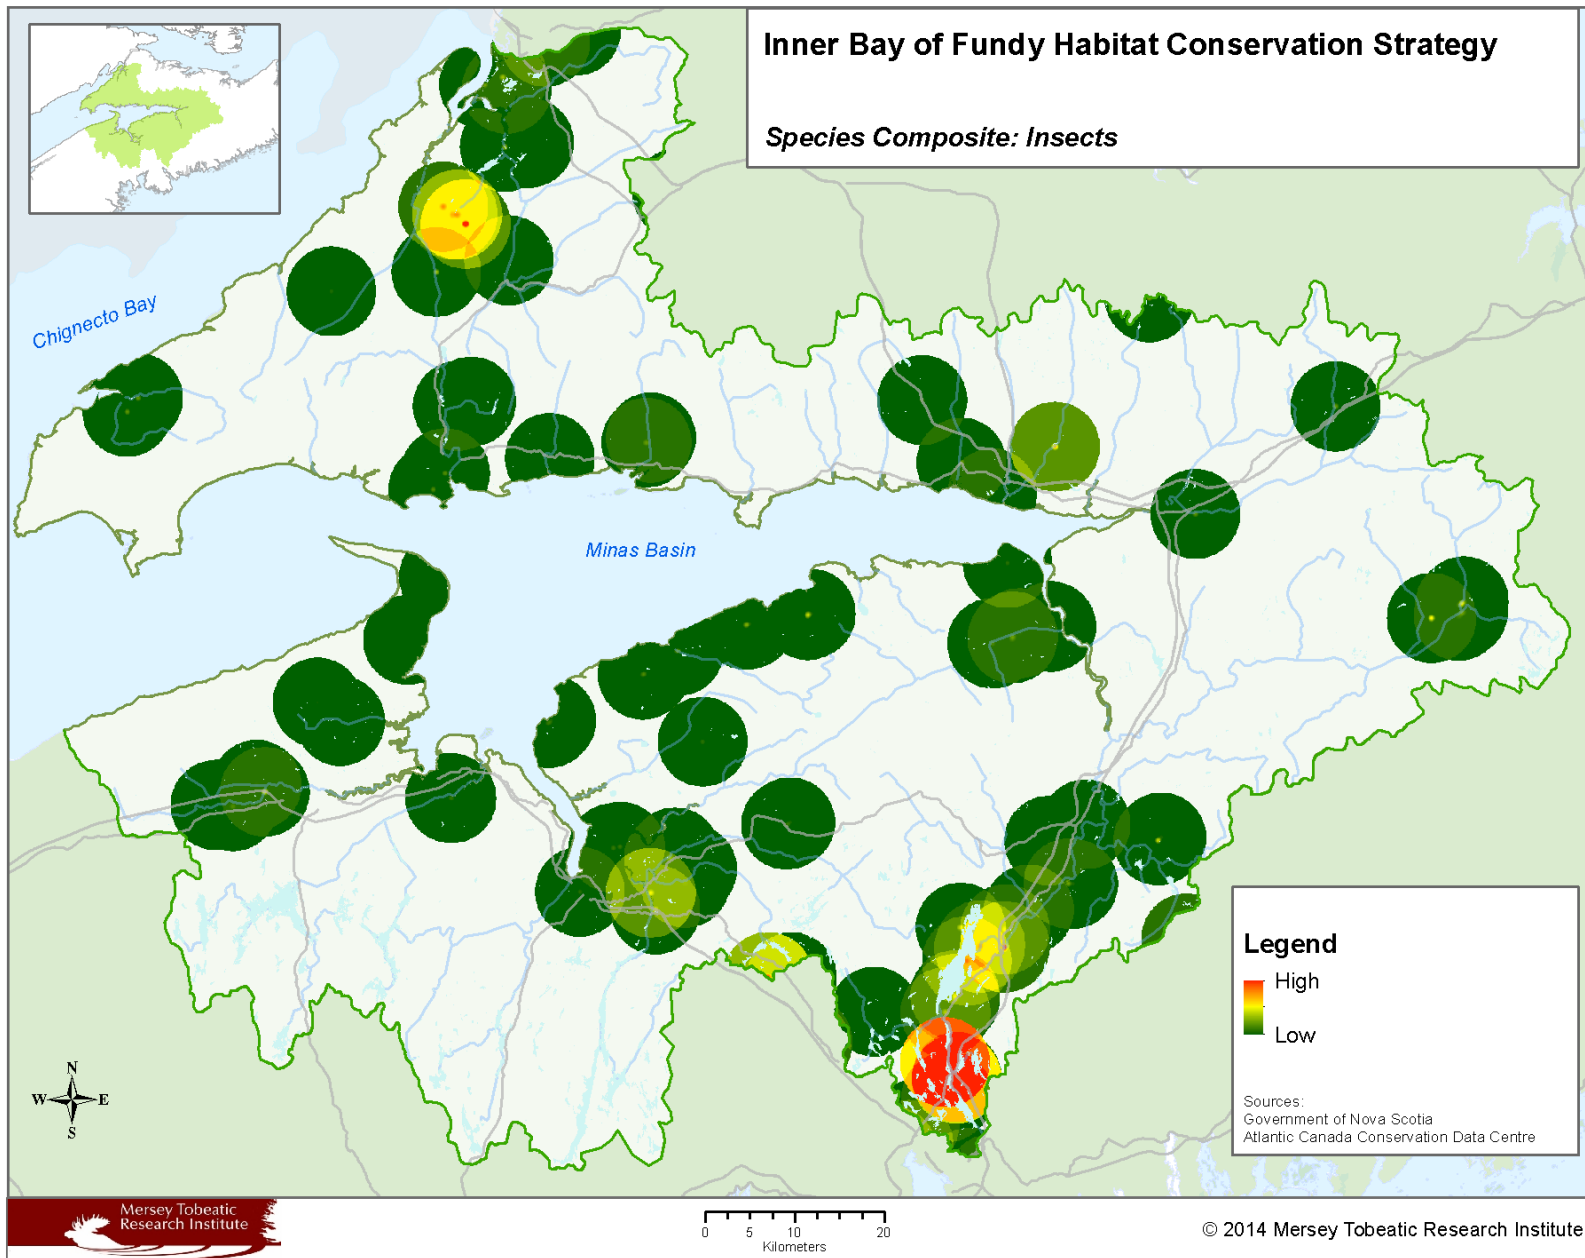 Inner Bay of Fundy Habitat Conservation Strategy
Species Composite: Insects
Chignecto Bay
Minas Basin
Legend
High
Low
Sources:
Government of Nova Scotia
Atlantic Canada Conservation Data Centre
N
W E
S
Mersey Tobeatic
Research Institute
0 5 10 20
Kilometers
© 2014 Mersey Tobeatic Research Institute